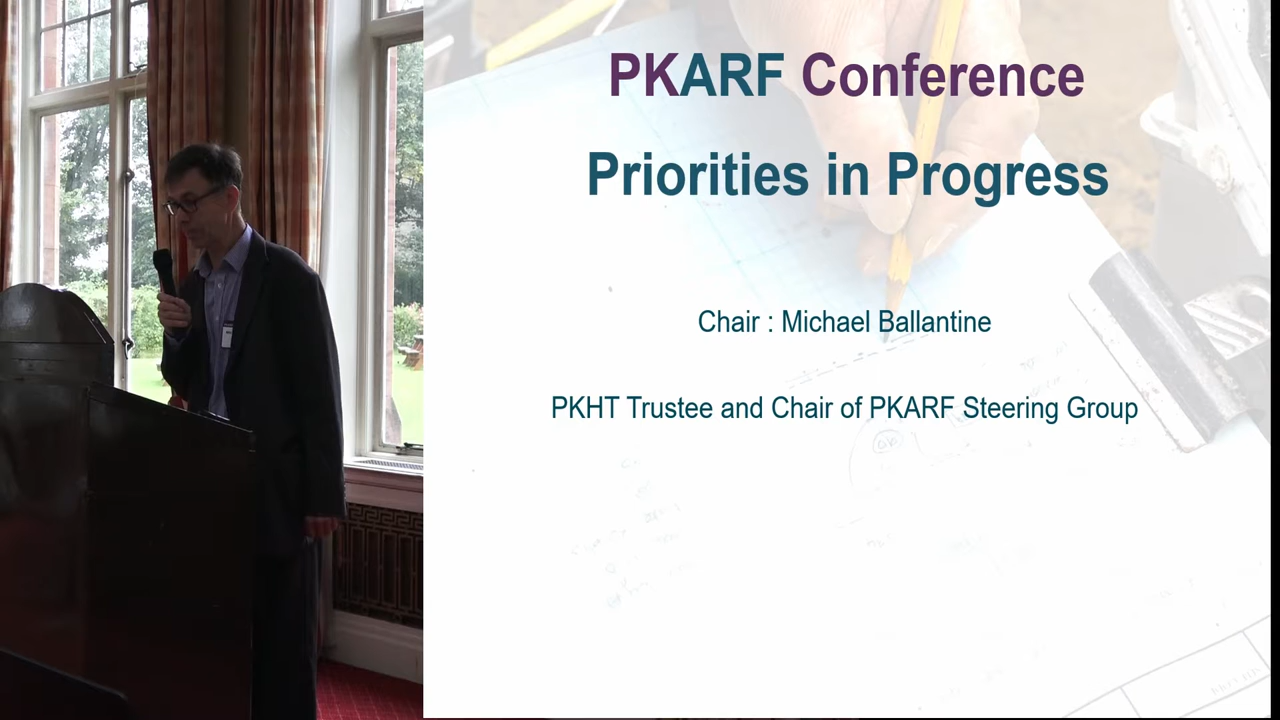 PKARF Conference
Priorities in Progress
Chair : Michael Ballantine
PKHT Trustee and Chair of PKARF Steering Group